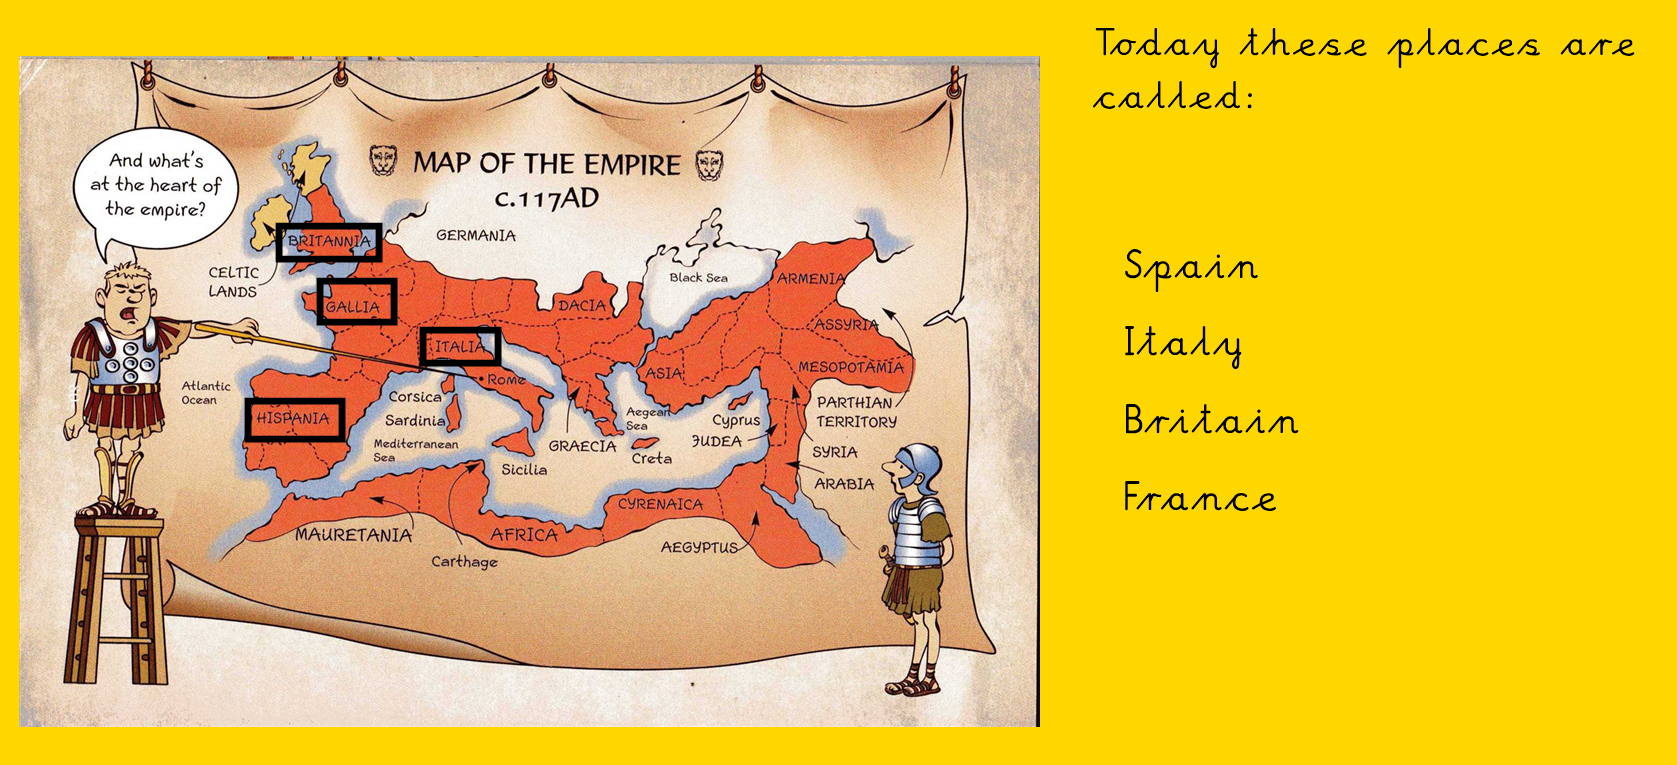 Today these places are
called:
Spain
Italy
Britain
France
And what's
at the heart of
the empire?
MAP OF THE EMPIRE
c.117AD
BRITANNIA
GERMANIA
CELTIC
LANDS
GALLIA
ITALIA
HISPANIA
DACIA
Black Sea
ARMENIA
ASSYRIA
MESOPOTAMIA
ASIA
Rome
Atlantic
Ocean
Corsica
Sardinia
Mediterranean
Sea
Sicilia
GRAECIA
Aegean
Sea
Creta
Cyprus
JUDEA
PARTHIAN
TERRITORY
SYRIA
ARABIA
CYRENAICA
AEGYPTUS
AFRICA
MAURETANIA
Carthage